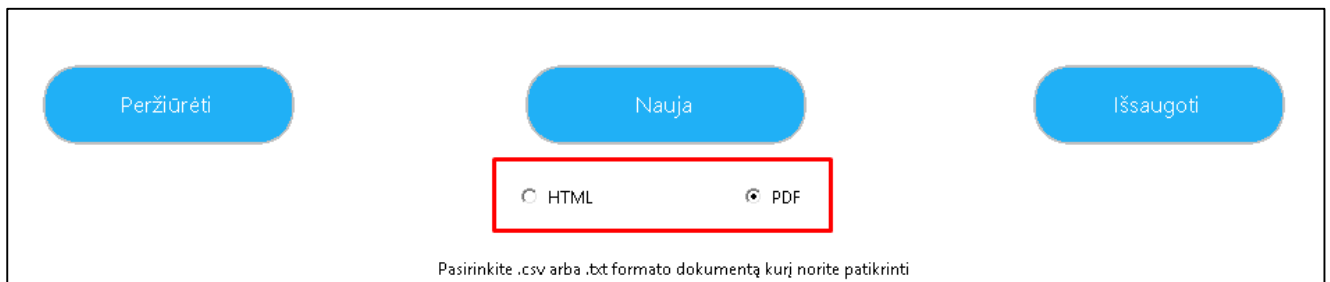 Peržiūrėti
Nauja
Išsaugoti
HTML
PDF
Pasirinkite .csv arba .txt formato dokumentą kurį norite patikrinti